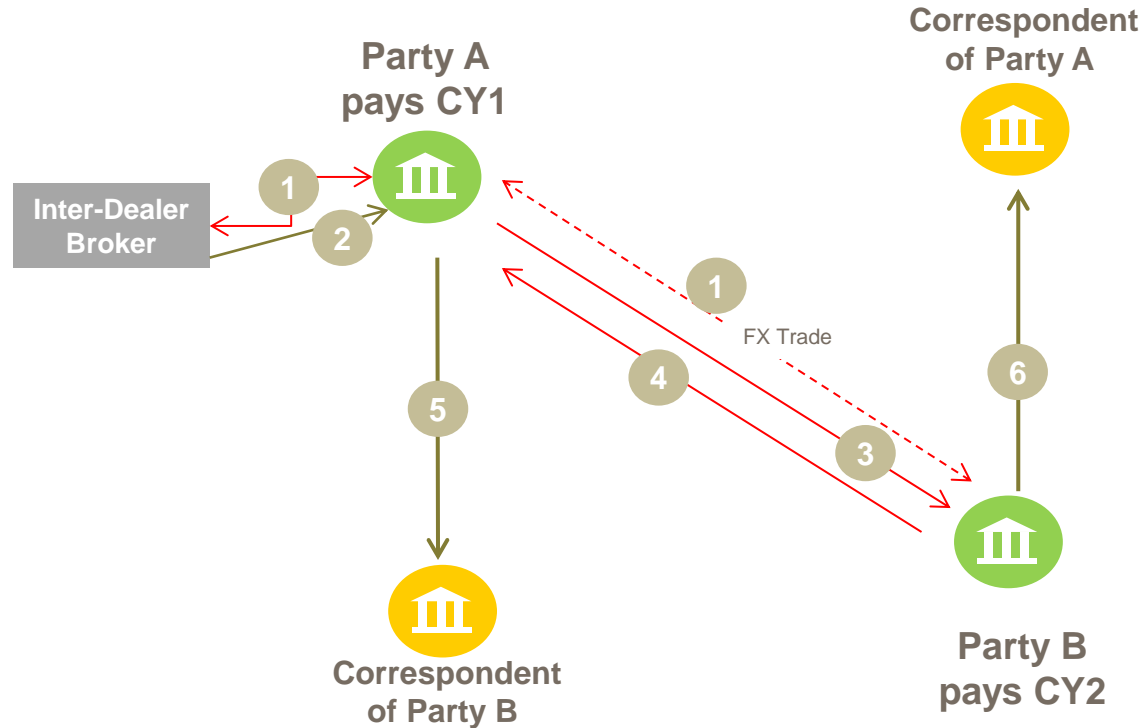 Correspondent
of Party A
Party A
pays CY1
1
Inter-Dealer
Broker
2
1
FX Trade
4
6
5
3
Correspondent
of Party B
Party B
pays CY2